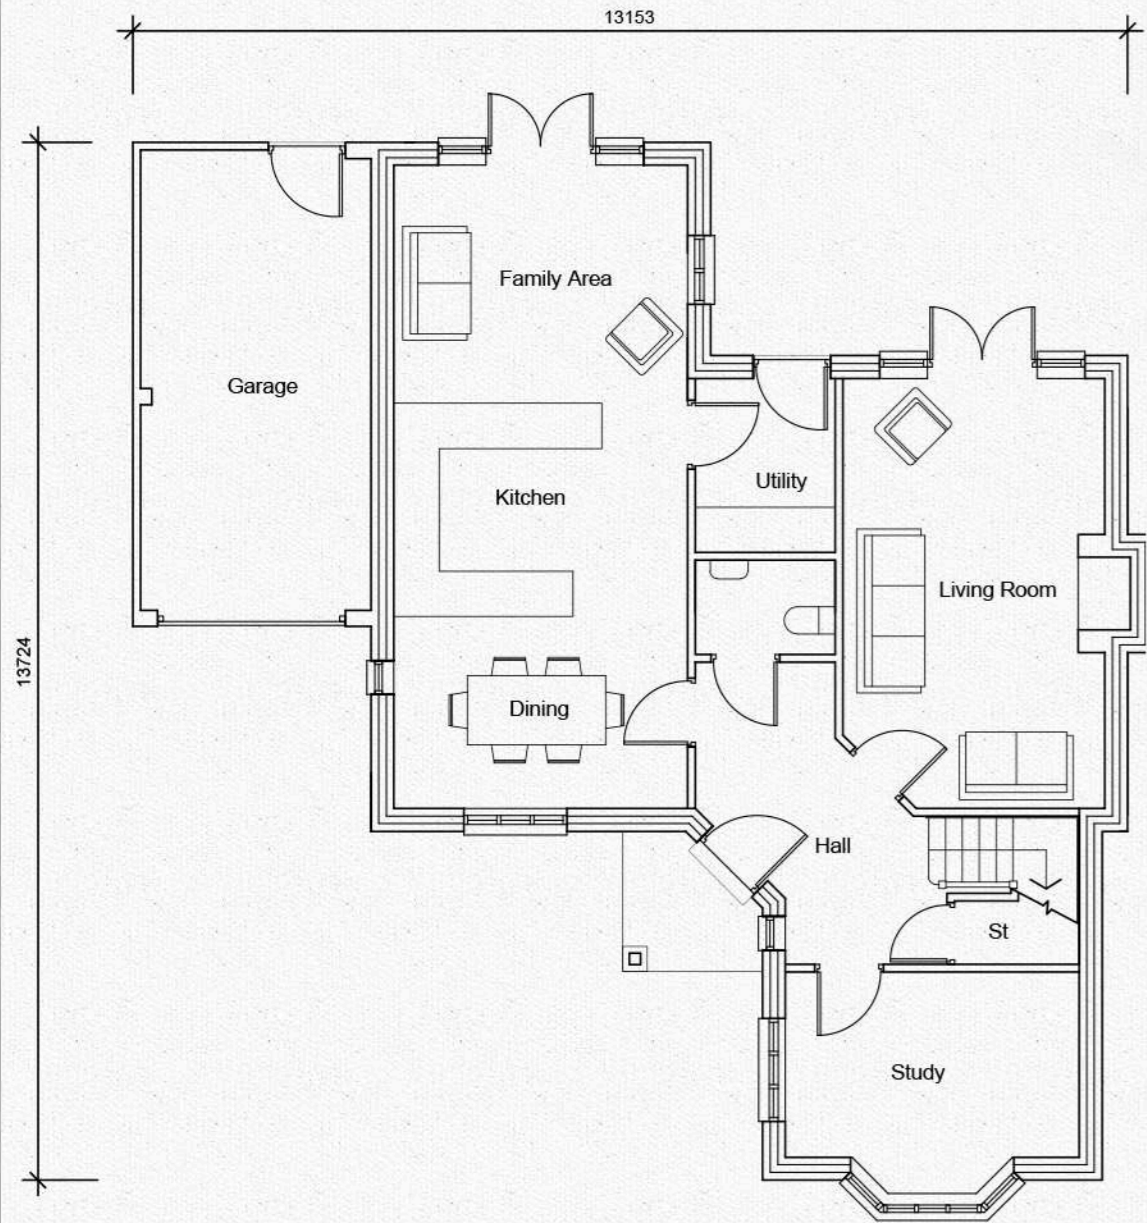 13153
Family Area
Garage
Utility
Kitchen
Living Room
13724
Dining
Hall
St
Study